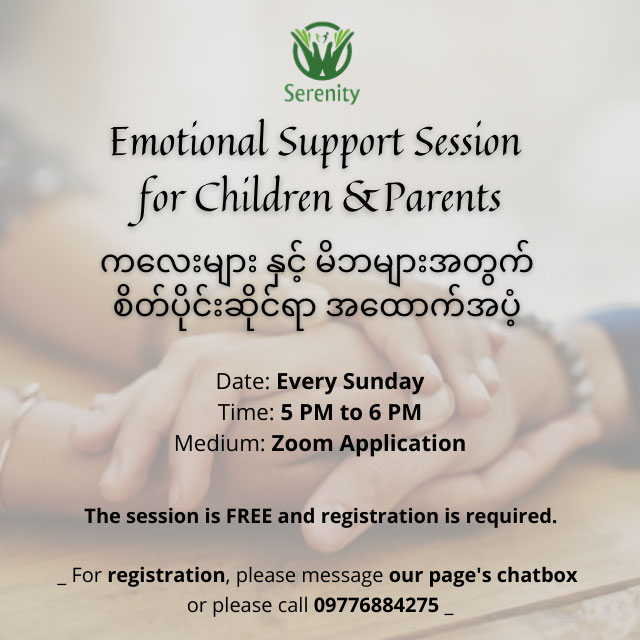 Serenity
Emotional Support Session
for Children & Parents
ကလေးများ နှင့် မိဘများအတွက်
စိတ်ပိုင်းဆိုင်ရာ အထောက်အပံ့
Date: Every Sunday
Time: 5 PM to 6 PM
Medium: Zoom Application
The session is FREE and registration is required.
_ For registration, please message our page's chatbox
or please call 09776884275 _